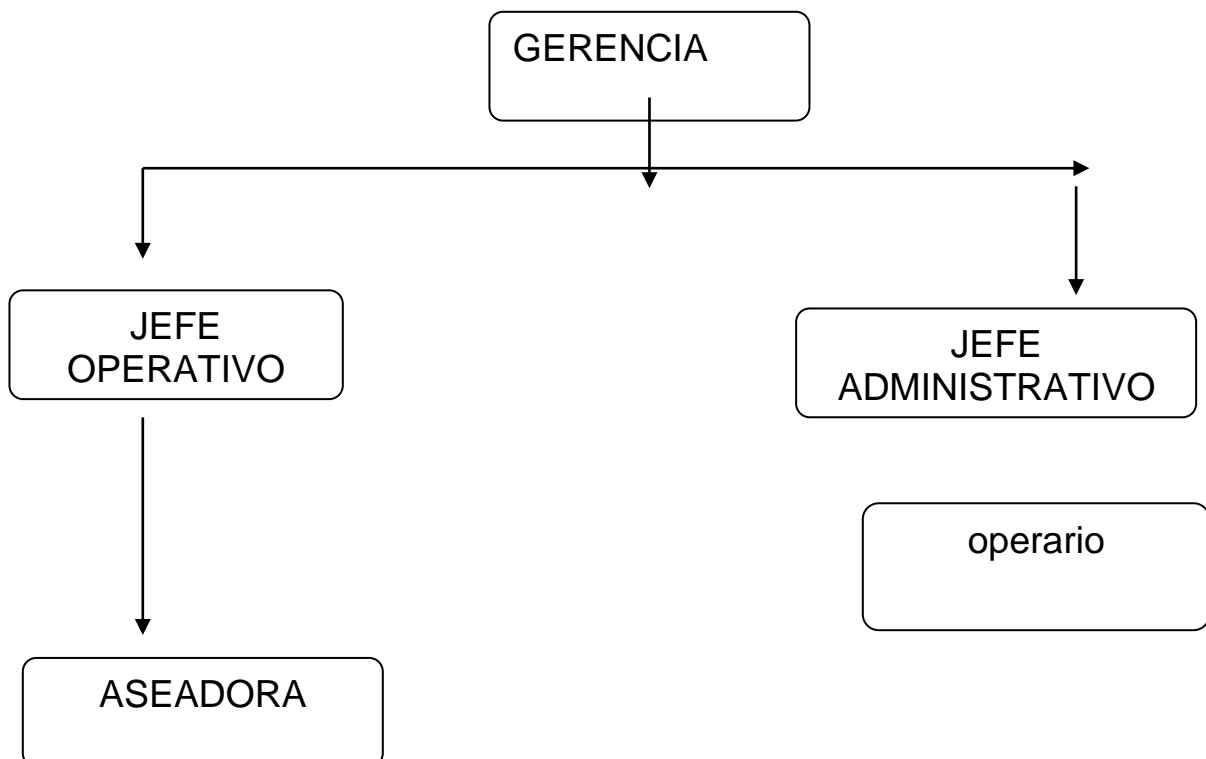 GERENCIA
JEFE
OPERATIVO
JEFE
ADMINISTRATIVO
operario
ASEADORA